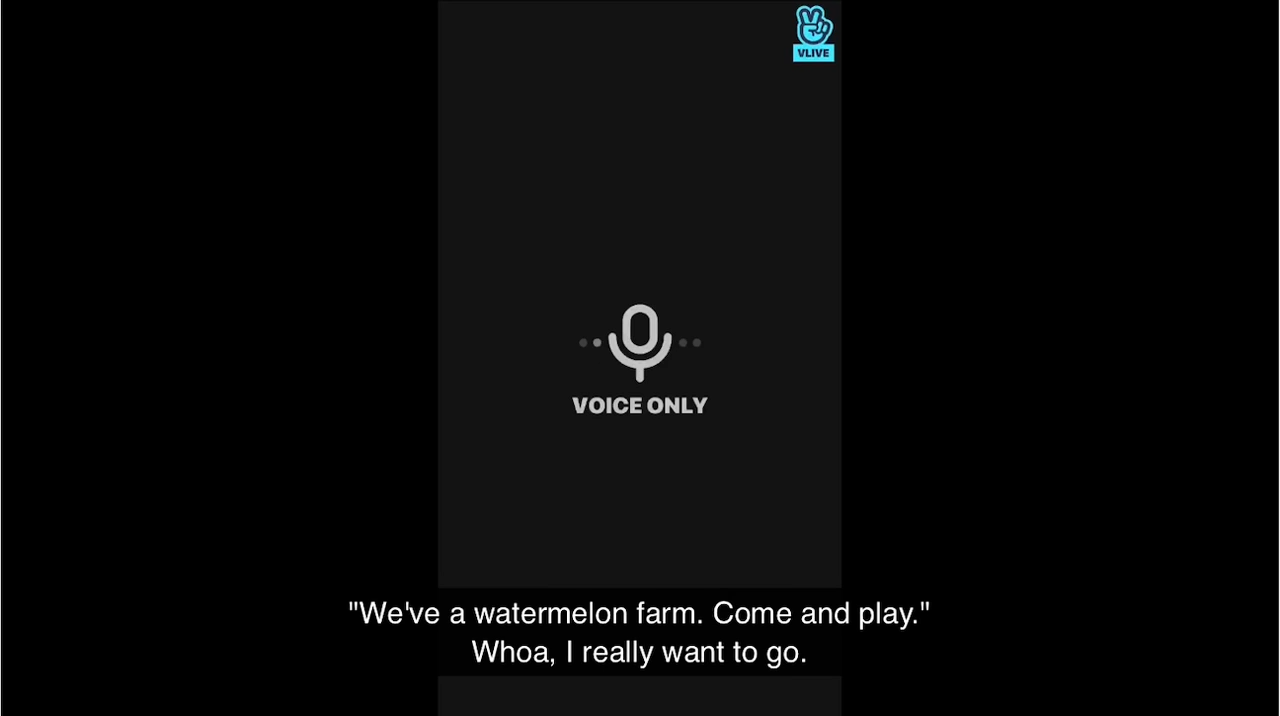 VLIVE
VOICE ONLY
"We've a watermelon farm. Come and play."
Whoa, I really want to go.